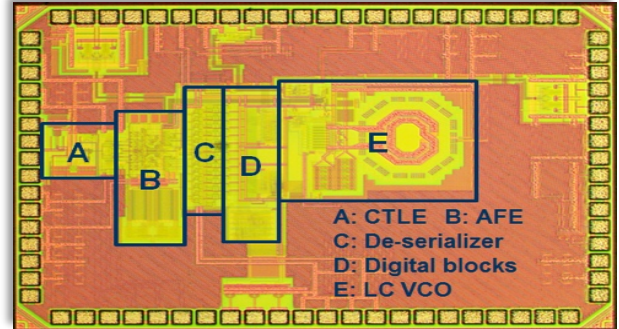 A
B
C
D
E
A: CTLE B: AFE
C: De-serializer
D: Digital blocks
E: LC VCO